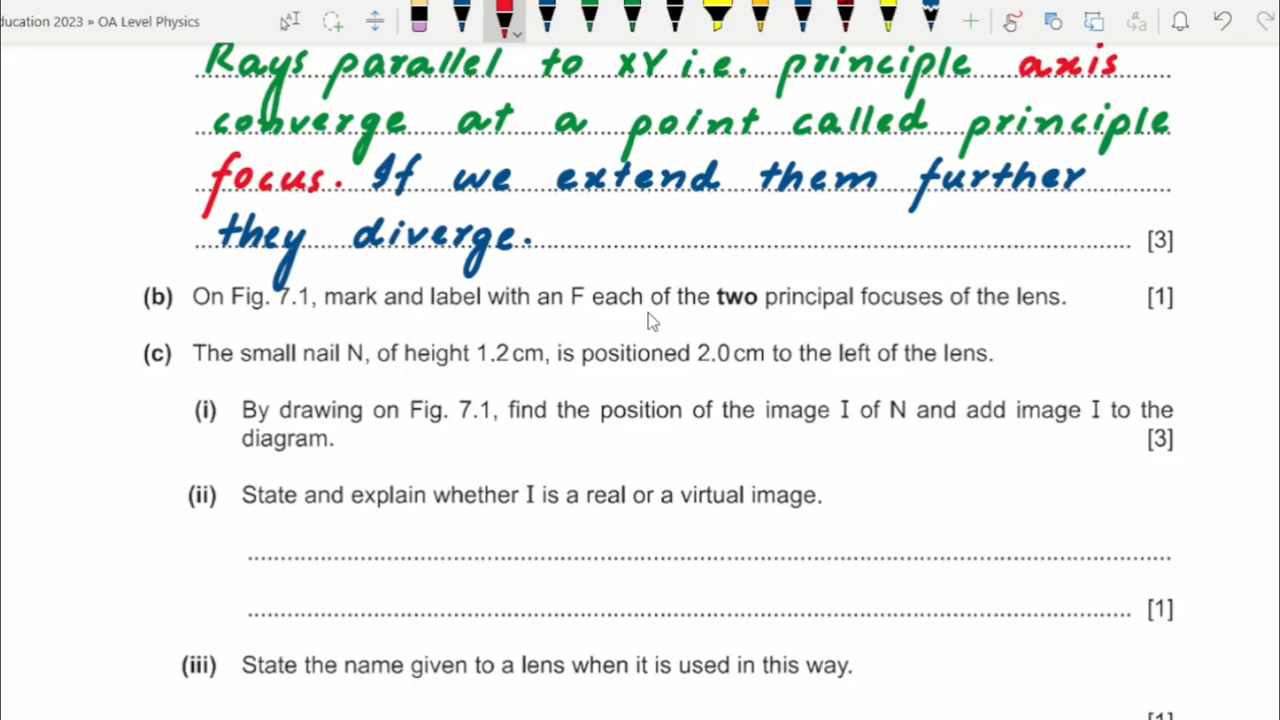 ducation 2023 » OA Level Physics
Rays parallel to XY i.e. principle axis
converge at a point called principle
focus. If we extend them further
they diverge. [3]
(b) On Fig. 7.1, mark and label with an F each of the two principal focuses of the lens. [1]
(c) The small nail N, of height 1.2 cm, is positioned 2.0 cm to the left of the lens.
(i) By drawing on Fig. 7.1, find the position of the image I of N and add image I to the
diagram. [3]
(ii) State and explain whether I is a real or a virtual image.
[1]
(iii) State the name given to a lens when it is used in this way.